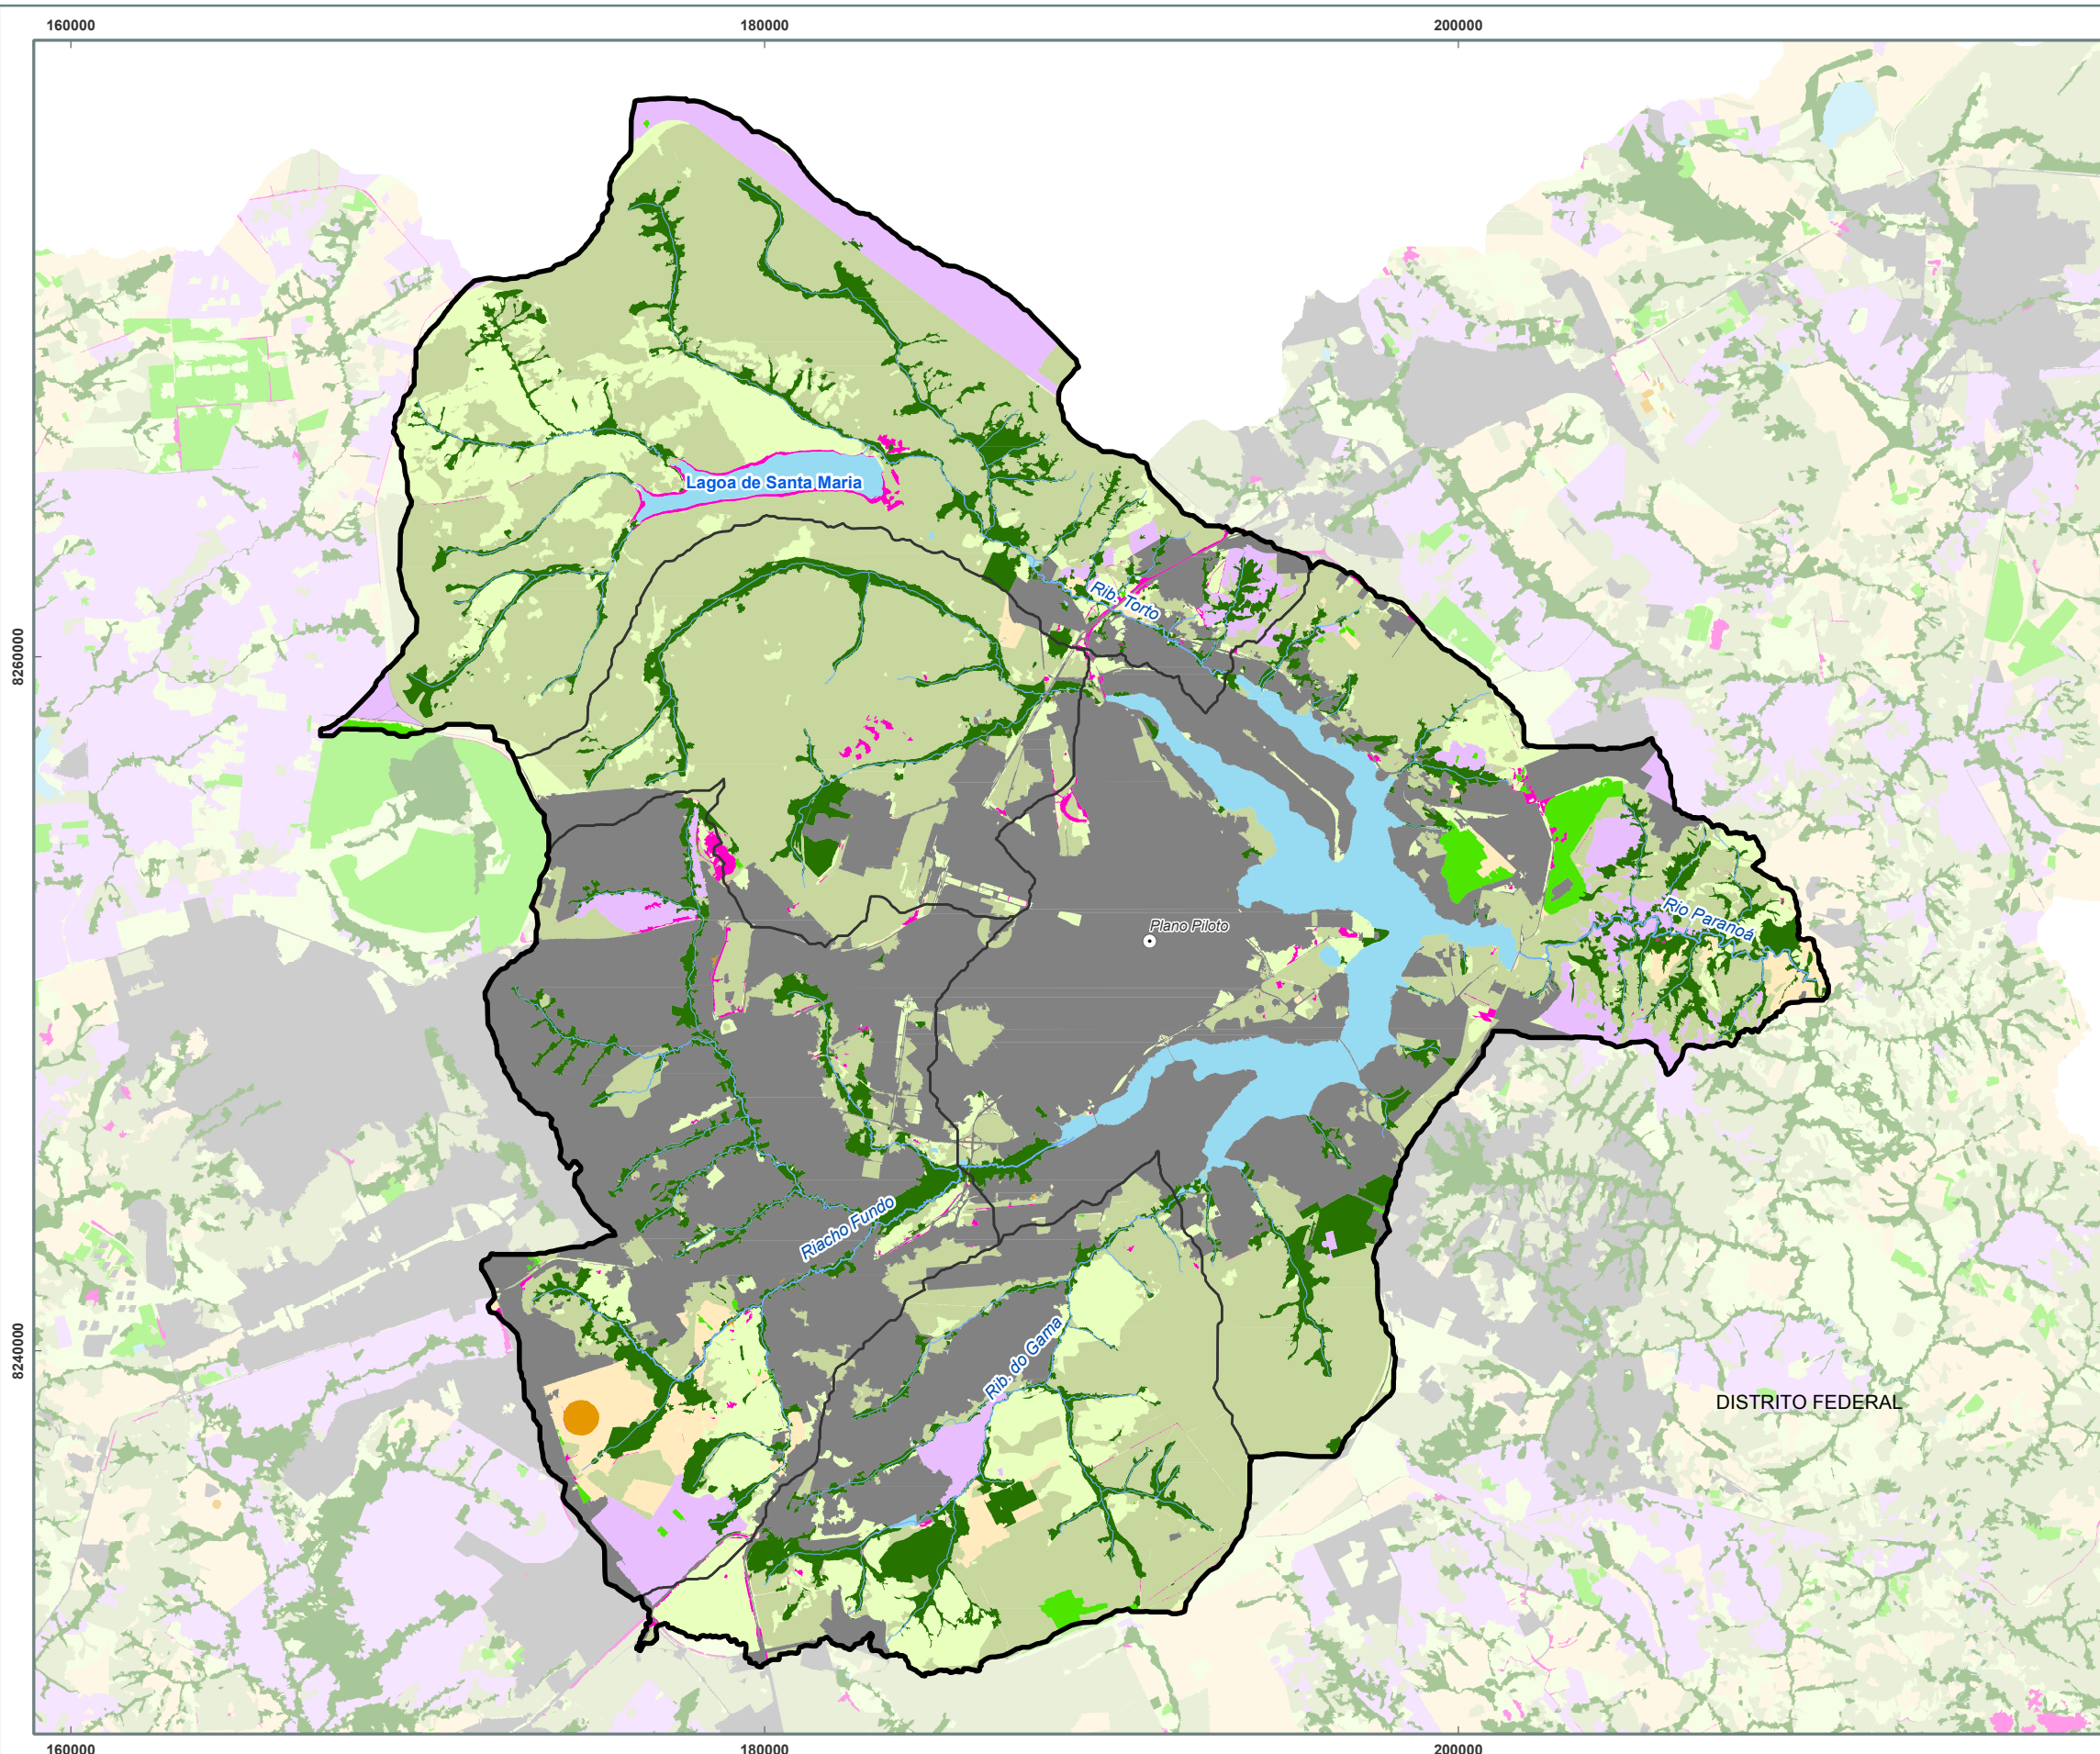 160000
180000
200000
Lagoa de Santa Maria
Rib. Torto
8260000
Rio Paranoá
Plano Piloto
Riacho Fundo
Rib. do Gama
8240000
DISTRITO FEDERAL
160000
180000
200000